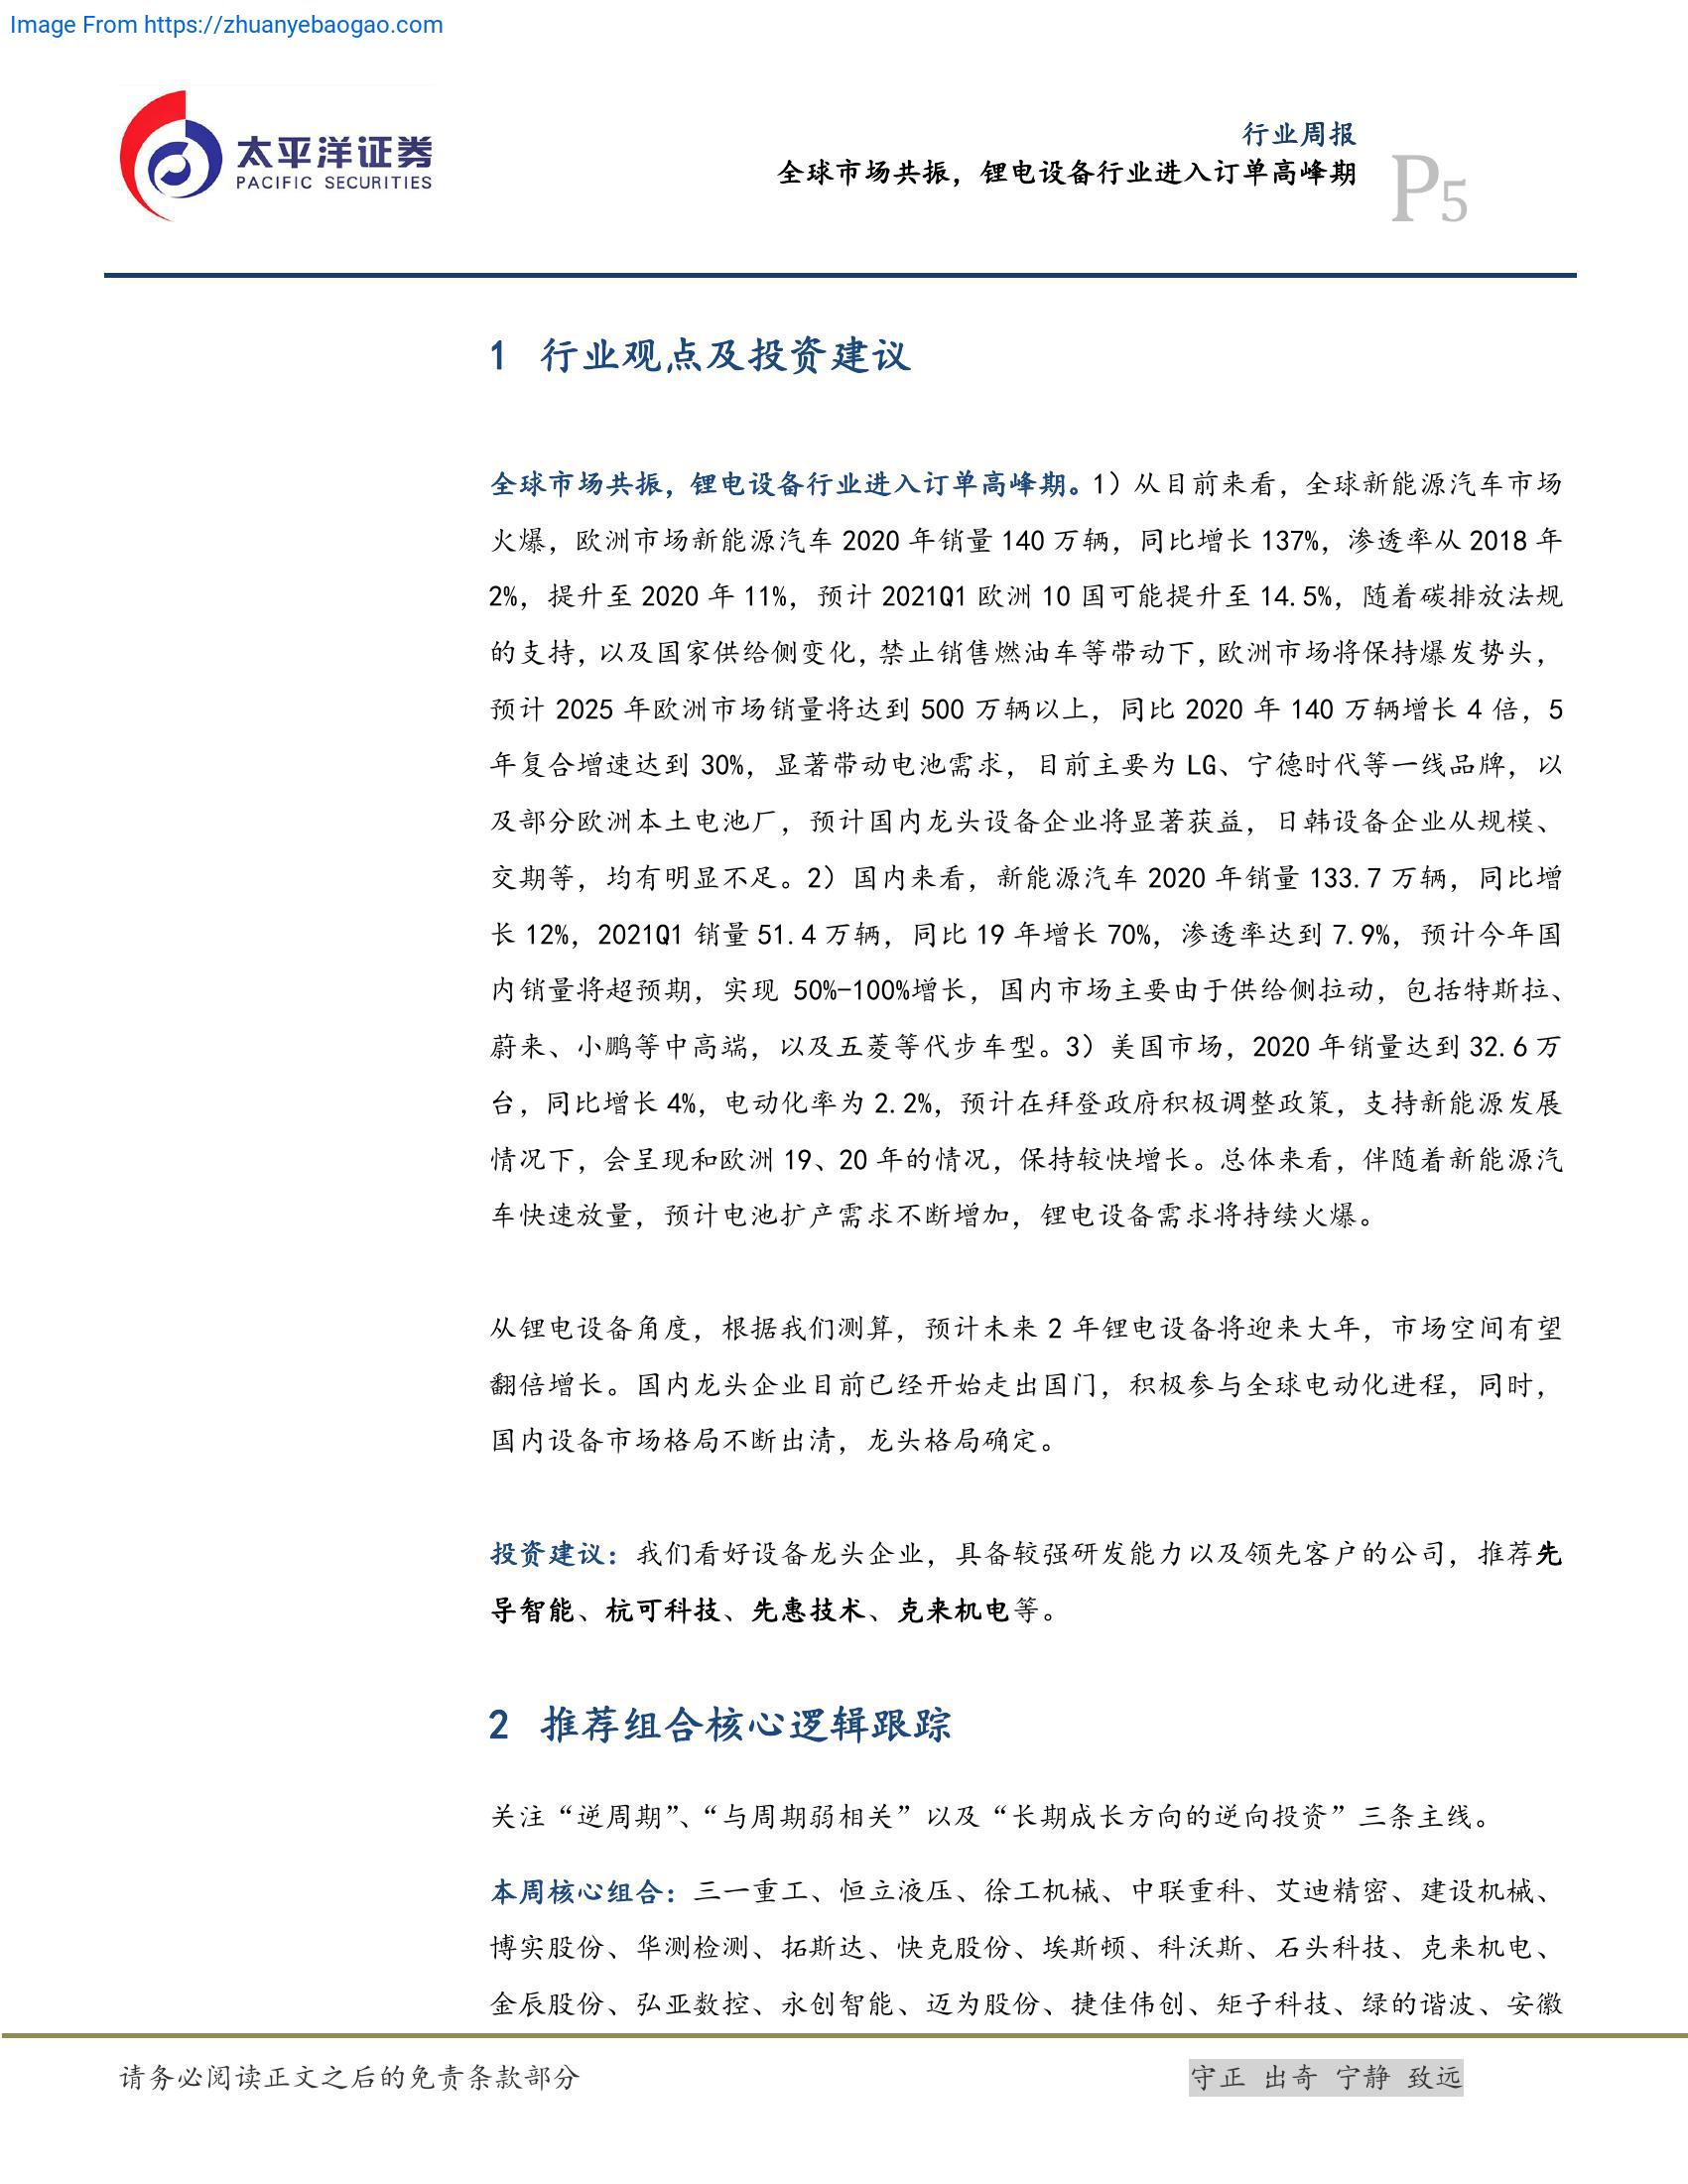 Image From https://zhuanyebaogao.com
太平洋证券
PACIFIC SECURITIES
行业周报
全球市场共振，锂电设备行业进入订单高峰期
P5
1 行业观点及投资建议
全球市场共振，锂电设备行业进入订单高峰期。1）从目前来看，全球新能源汽车市场
火爆，欧洲市场新能源汽车 2020 年销量 140 万辆，同比增长 137%，渗透率从 2018 年
2%，提升至 2020 年 11%，预计 2021Q1 欧洲 10 国可能提升至 14.5%，随着碳排放法规
的支持，以及国家供给侧变化，禁止销售燃油车等带动下，欧洲市场将保持爆发势头，
预计 2025 年欧洲市场销量将达到 500 万辆以上，同比 2020 年 140 万辆增长 4 倍，5
年复合增速达到 30%，显著带动电池需求，目前主要为 LG、宁德时代等一线品牌，以
及部分欧洲本土电池厂，预计国内龙头设备企业将显著获益，日韩设备企业从规模、
交期等，均有明显不足。2）国内来看，新能源汽车 2020 年销量 133.7 万辆，同比增
长 12%，2021Q1 销量 51.4 万辆，同比 19 年增长 70%，渗透率达到 7.9%，预计今年国
内销量将超预期，实现 50%-100%增长，国内市场主要由于供给侧拉动，包括特斯拉、
蔚来、小鹏等中高端，以及五菱等代步车型。3）美国市场，2020 年销量达到 32.6 万
台，同比增长 4%，电动化率为 2.2%，预计在拜登政府积极调整政策，支持新能源发展
情况下，会呈现和欧洲 19、20 年的情况，保持较快增长。总体来看，伴随着新能源汽
车快速放量，预计电池扩产需求不断增加，锂电设备需求将持续火爆。
从锂电设备角度，根据我们测算，预计未来 2 年锂电设备将迎来大年，市场空间有望
翻倍增长。国内龙头企业目前已经开始走出国门，积极参与全球电动化进程，同时，
国内设备市场格局不断出清，龙头格局确定。
投资建议：我们看好设备龙头企业，具备较强研发能力以及领先客户的公司，推荐先
导智能、杭可科技、先惠技术、克来机电等。
2 推荐组合核心逻辑跟踪
关注“逆周期”、“与周期弱相关”以及“长期成长方向的逆向投资”三条主线。
本周核心组合：三一重工、恒立液压、徐工机械、中联重科、艾迪精密、建设机械、
博实股份、华测检测、拓斯达、快克股份、埃斯顿、科沃斯、石头科技、克来机电、
金辰股份、弘亚数控、永创智能、迈为股份、捷佳伟创、矩子科技、绿的谐波、安徽
请务必阅读正文之后的免责条款部分
守正 出奇 宁静 致远